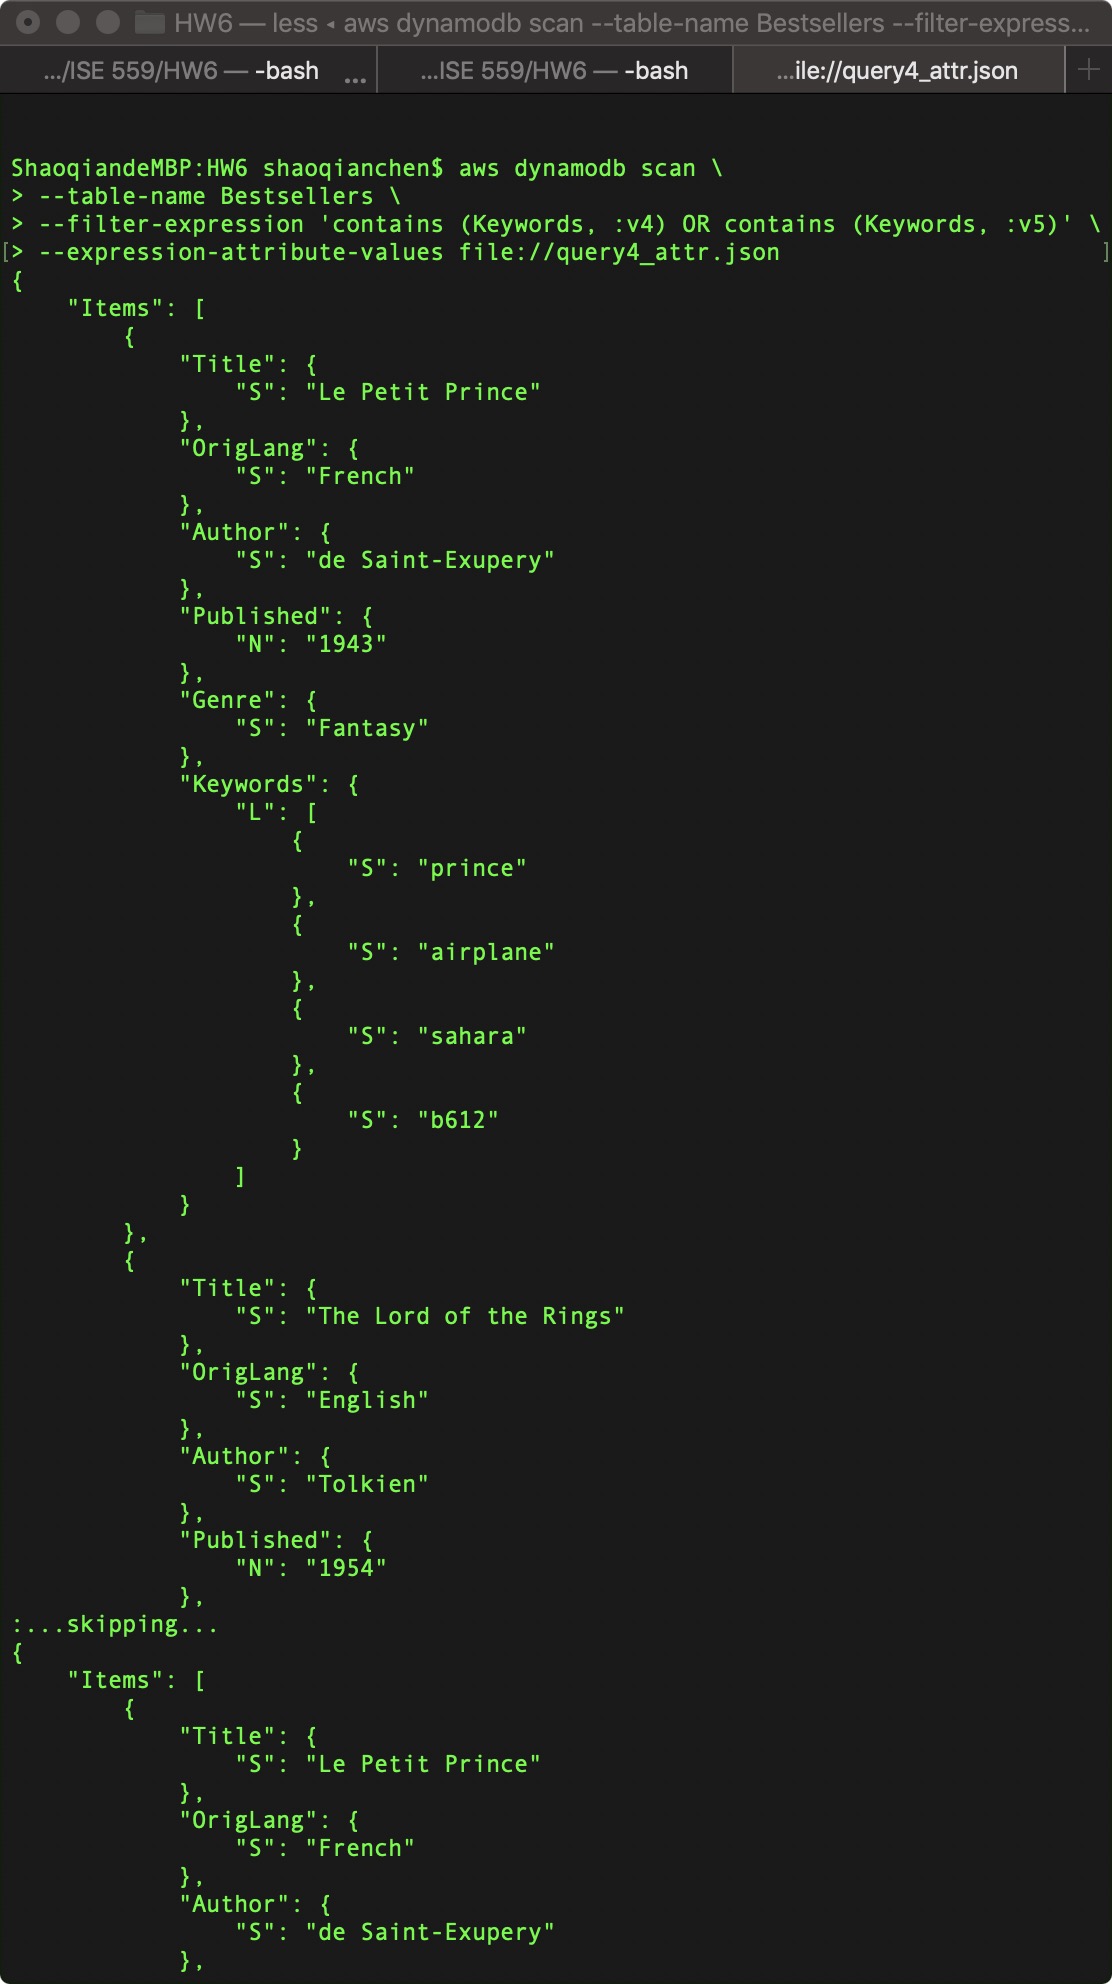 HW6 — less ◂ aws dynamodb scan --table-name Bestsellers --filter-express...
.../ISE 559/HW6 — -bash ... ...ISE 559/HW6 — -bash ...ile://query4_attr.json +
ShaoqiandeMBP:HW6 shaoqianchen$ aws dynamodb scan \
> --table-name Bestsellers \
> --filter-expression 'contains (Keywords, :v4) OR contains (Keywords, :v5)' \
[> --expression-attribute-values file://query4_attr.json ]
{
    "Items": [
        {
            "Title": {
                "S": "Le Petit Prince"
            },
            "OrigLang": {
                "S": "French"
            },
            "Author": {
                "S": "de Saint-Exupery"
            },
            "Published": {
                "N": "1943"
            },
            "Genre": {
                "S": "Fantasy"
            },
            "Keywords": {
                "L": [
                    {
                        "S": "prince"
                    },
                    {
                        "S": "airplane"
                    },
                    {
                        "S": "sahara"
                    },
                    {
                        "S": "b612"
                    }
                ]
            }
        },
        {
            "Title": {
                "S": "The Lord of the Rings"
            },
            "OrigLang": {
                "S": "English"
            },
            "Author": {
                "S": "Tolkien"
            },
            "Published": {
                "N": "1954"
            },
:...skipping...
{
    "Items": [
        {
            "Title": {
                "S": "Le Petit Prince"
            },
            "OrigLang": {
                "S": "French"
            },
            "Author": {
                "S": "de Saint-Exupery"
            },